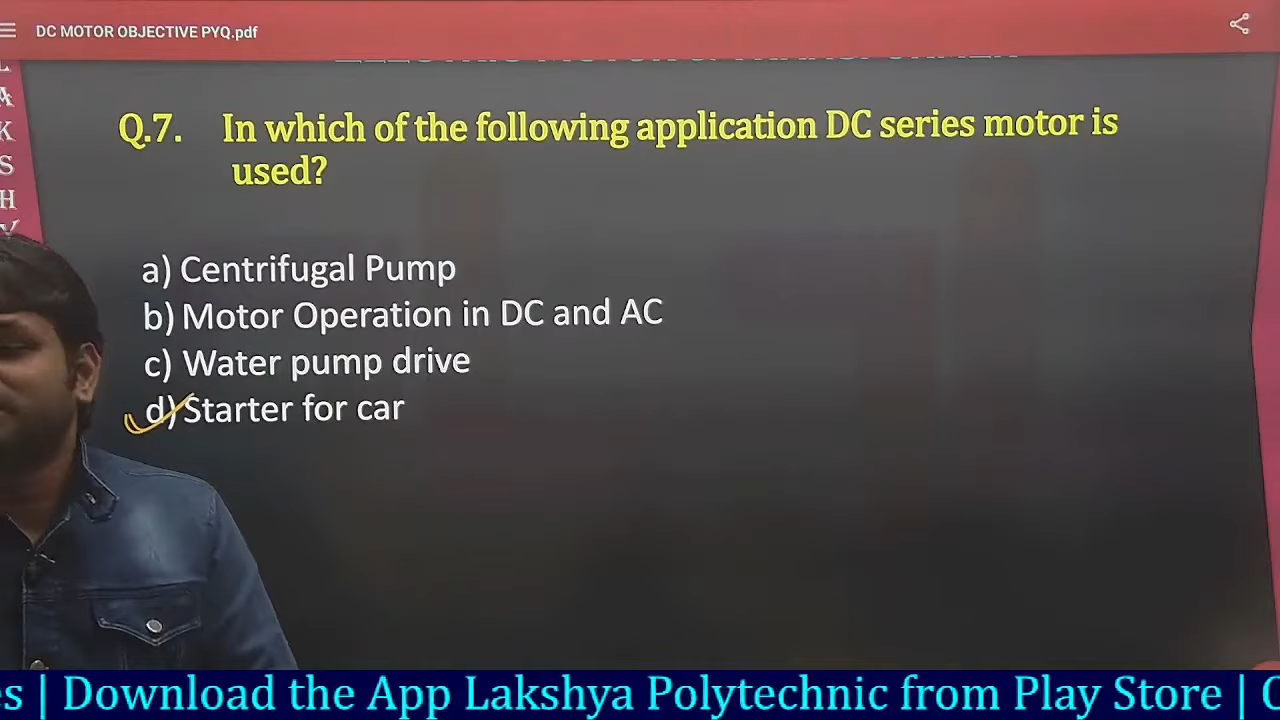 DC MOTOR OBJECTIVE PYQ.pdf
L
A
K
S
H
Y
Q.7. In which of the following application DC series motor is
used?
a) Centrifugal Pump
b) Motor Operation in DC and AC
c) Water pump drive
d) Starter for car
es | Download the App Lakshya Polytechnic from Play Store |